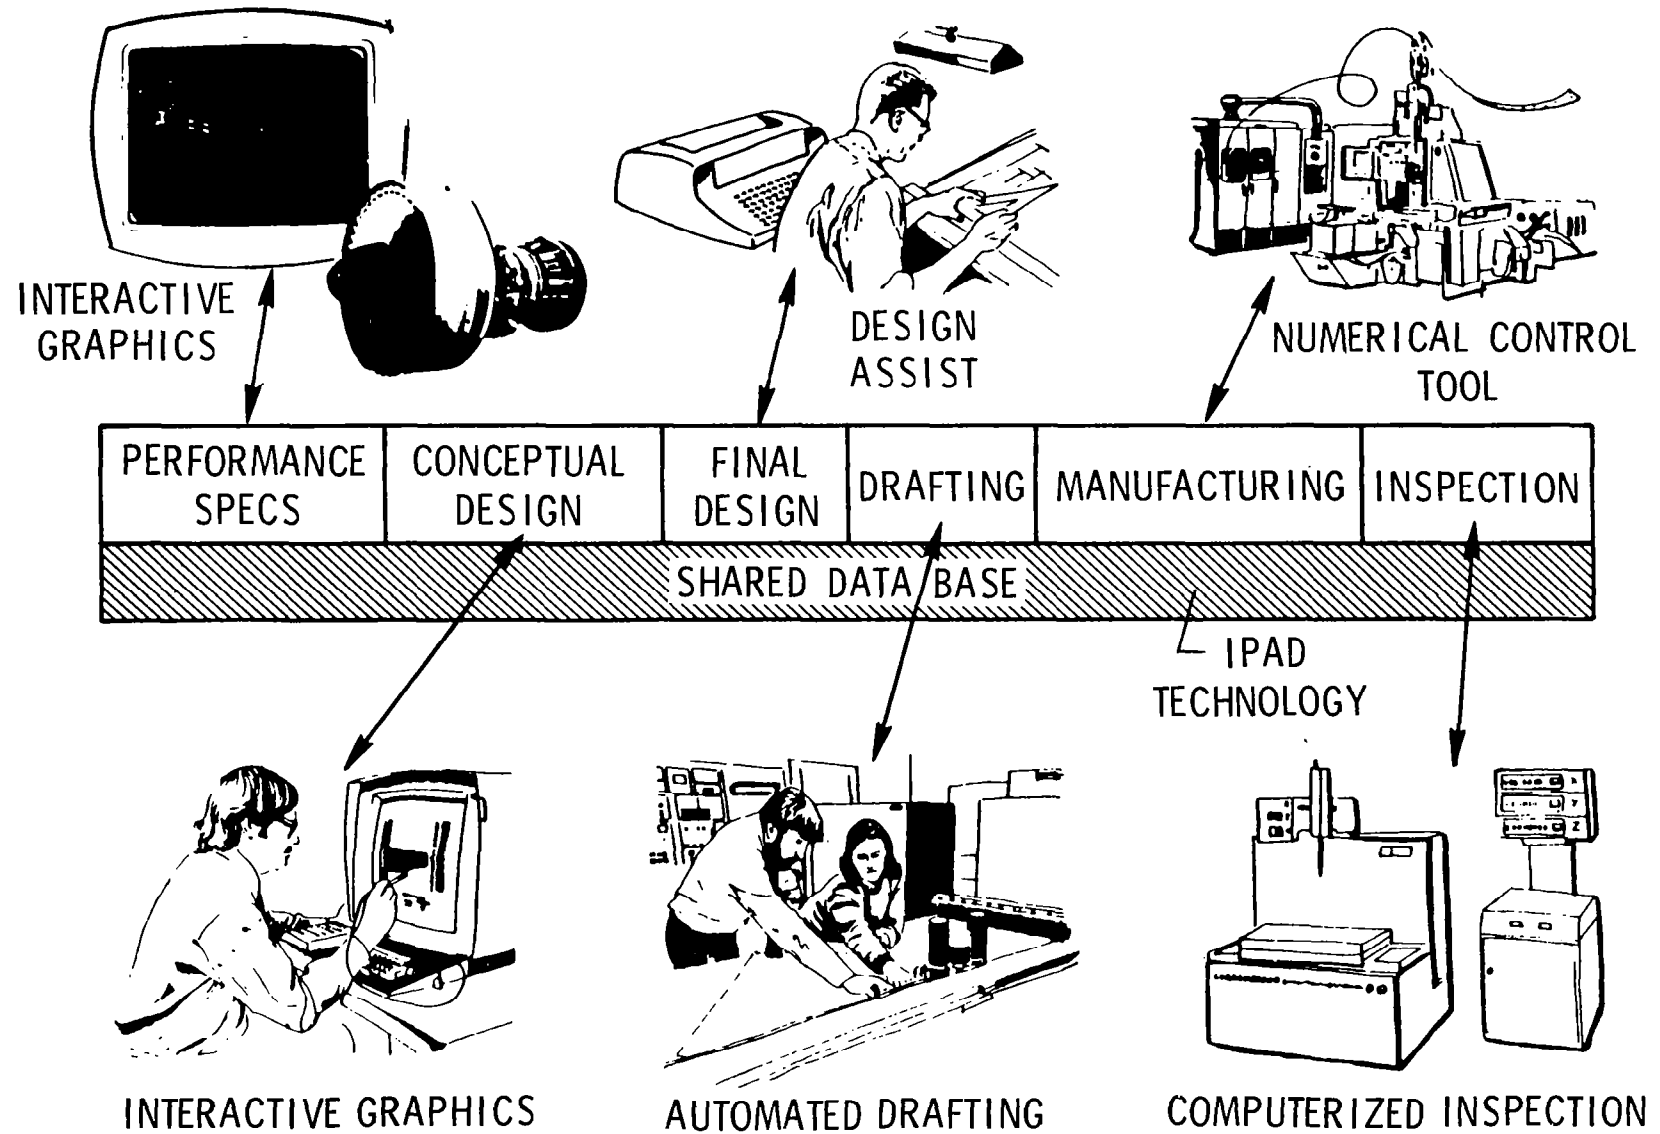 INTERACTIVE
GRAPHICS
DESIGN
ASSIST
NUMERICAL CONTROL
TOOL
PERFORMANCE
SPECS
CONCEPTUAL
DESIGN
FINAL
DESIGN
DRAFTING
MANUFACTURING
INSPECTION
SHARED DATA BASE
IPAD
TECHNOLOGY
X
Y
Z
INTERACTIVE GRAPHICS
AUTOMATED DRAFTING
COMPUTERIZED INSPECTION